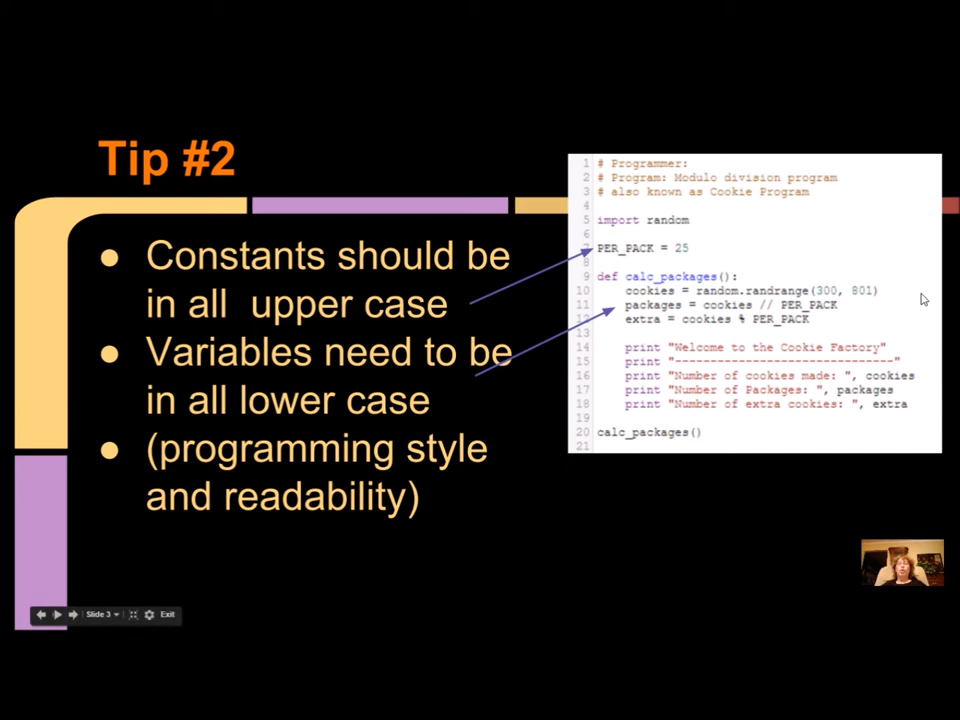 Tip #2
● Constants should be
in all upper case
● Variables need to be
in all lower case
● (programming style
and readability)
1 # Programmer:
2 # Program: Modulo division program
3 # also known as Cookie Program
4
5 import random
6
7 PER_PACK = 25
8
9 def calc_packages():
10 cookies = random.randrange(300, 801)
11 packages = cookies // PER_PACK
12 extra = cookies % PER_PACK
13
14 print "Welcome to the Cookie Factory"
15 print "-------------------------------"
16 print "Number of cookies made: ", cookies
17 print "Number of Packages: ", packages
18 print "Number of extra cookies: ", extra
19
20 calc_packages()
21
Slide 3
Exit